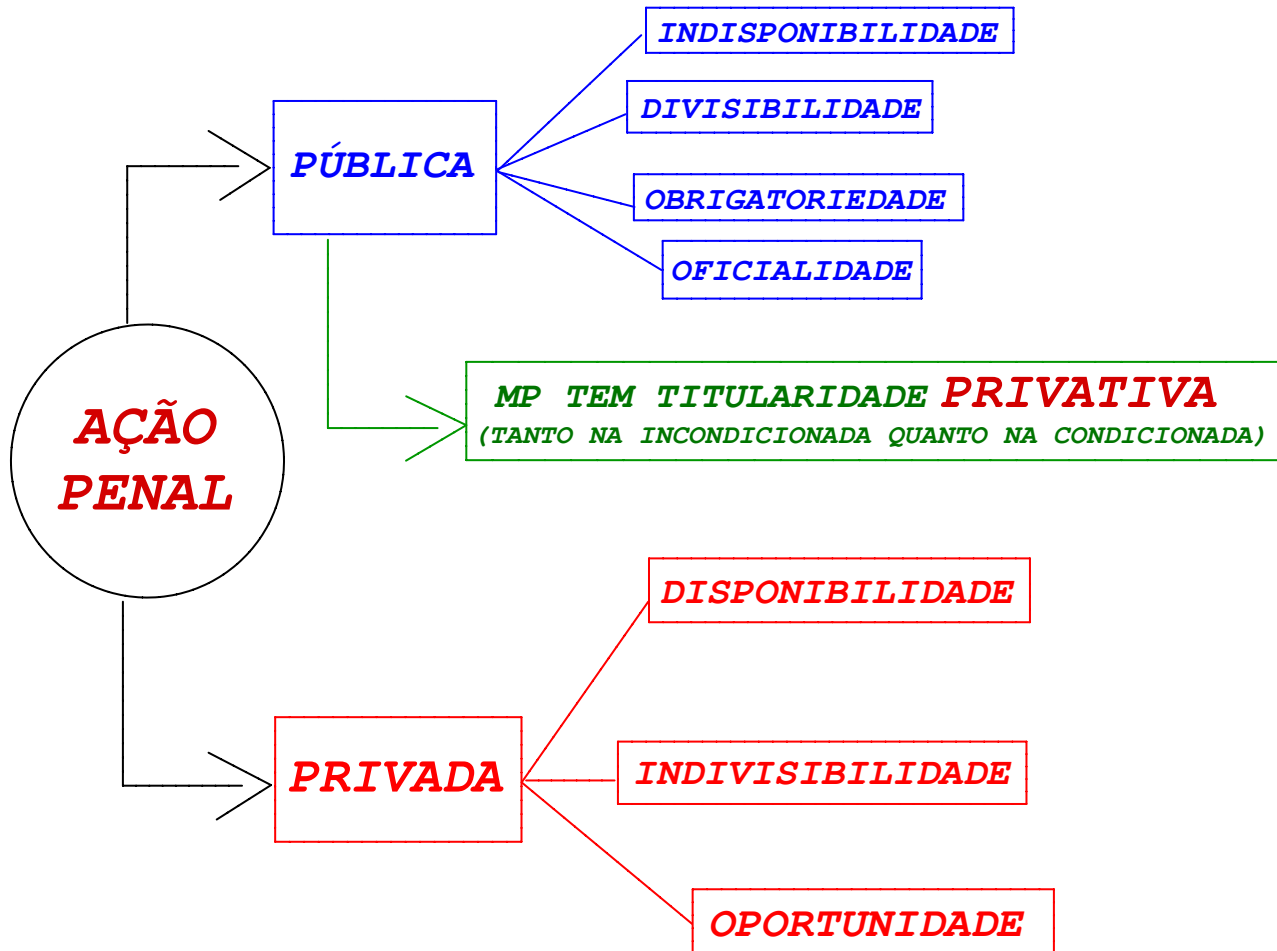 INDISPONIBILIDADE
DIVISIBILIDADE
PÚBLICA
OBRIGATORIEDADE
OFICIALIDADE
MP TEM TITULARIDADE PRIVATIVA
(TANTO NA INCONDICIONADA QUANTO NA CONDICIONADA)
AÇÃO
PENAL
DISPONIBILIDADE
PRIVADA
INDIVISIBILIDADE
OPORTUNIDADE